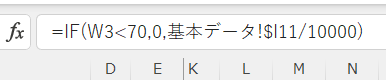 fx =IF(W3<70,0,基本データ!$I11/10000)
D E K L M